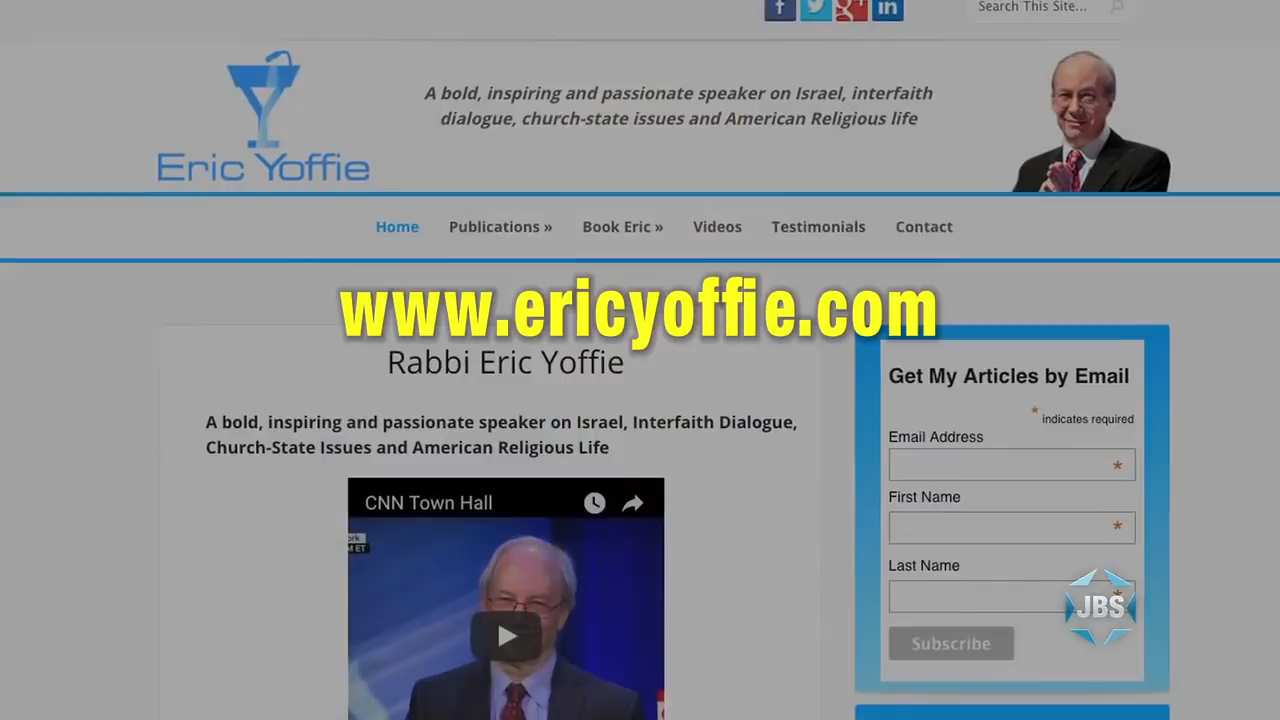 Search This Site...
A bold, inspiring and passionate speaker on Israel, interfaith
dialogue, church-state issues and American Religious life
Eric Yoffie
Home Publications » Book Eric » Videos Testimonials Contact
www.ericyoffie.com
Rabbi Eric Yoffie
A bold, inspiring and passionate speaker on Israel, Interfaith Dialogue,
Church-State Issues and American Religious Life
CNN Town Hall
ork
M ET
Get My Articles by Email
* indicates required
Email Address
*
First Name
*
Last Name
JBS
Subscribe